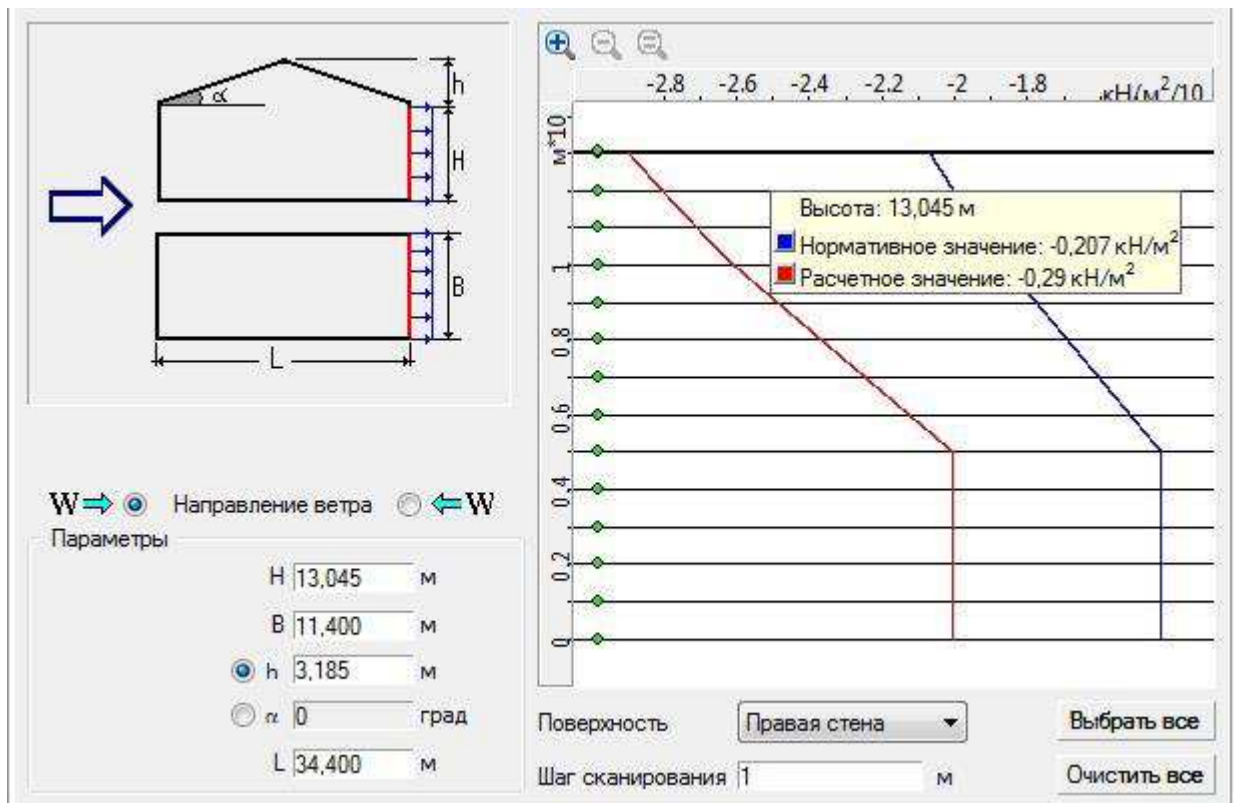 h
α
H
B
L
W Направление ветра W
Параметры
H 13,045 м
B 11,400 м
h 3,185 м
α 0 град
L 34,400 м
-2.8 -2.6 -2.4 -2.2 -2 -1.8 кН/м²/10
м*10
1
0.8
0.6
0.4
0.2
0
Высота: 13,045 м
Нормативное значение: -0,207 кН/м²
Расчетное значение: -0,29 кН/м²
Поверхность Правая стена Выбрать все
Шаг сканирования 1 м Очистить все